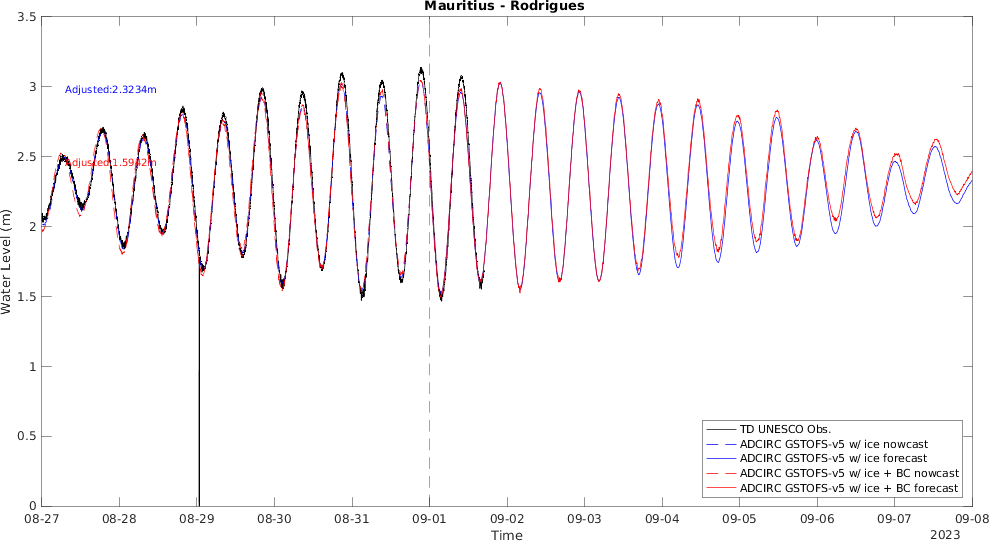 Mauritius - Rodrigues
3.5
3
2.5
2
1.5
1
0.5
0
Water Level (m)
Adjusted:2.3234m
Adjusted:1.5942m
TD UNESCO Obs.
ADCIRC GSTOFS-v5 w/ ice nowcast
ADCIRC GSTOFS-v5 w/ ice forecast
ADCIRC GSTOFS-v5 w/ ice + BC nowcast
ADCIRC GSTOFS-v5 w/ ice + BC forecast
08-27 08-28 08-29 08-30 08-31 09-01 09-02 09-03 09-04 09-05 09-06 09-07 09-08
Time
2023